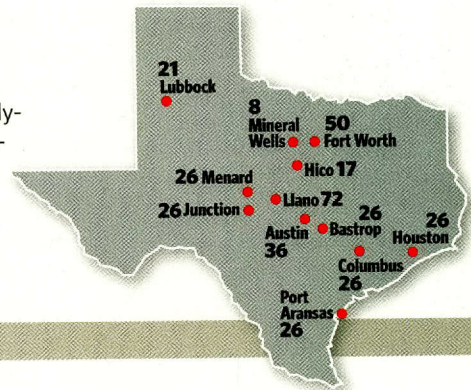 ly-
-
21
Lubbock
8
Mineral
Wells
50
Fort Worth
Hico 17
26 Menard
Llano 72
26 Junction
26
Bastrop
Austin
36
26
Houston
Columbus
26
Port
Aransas
26